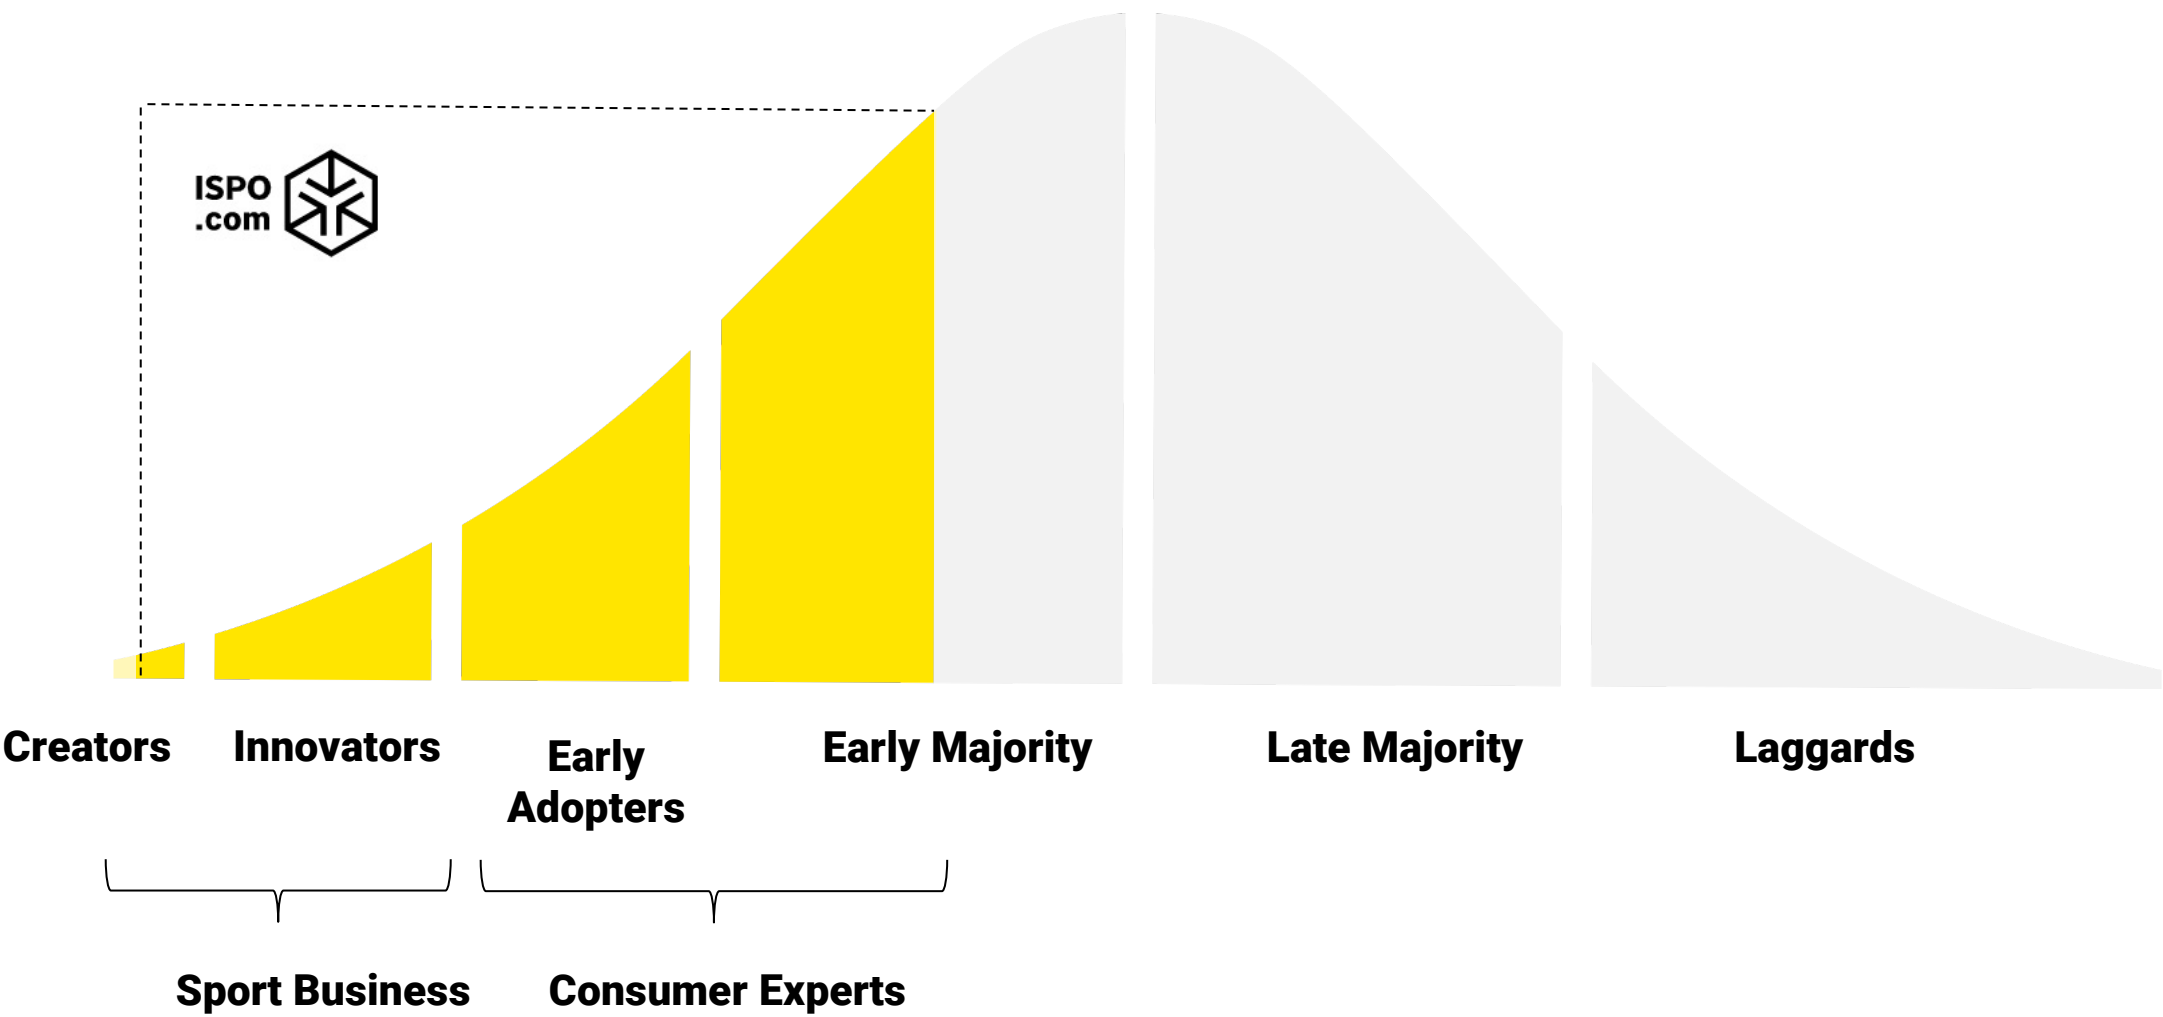 ISPO
.com
Creators
Innovators
Early
Adopters
Early Majority
Late Majority
Laggards
Sport Business
Consumer Experts